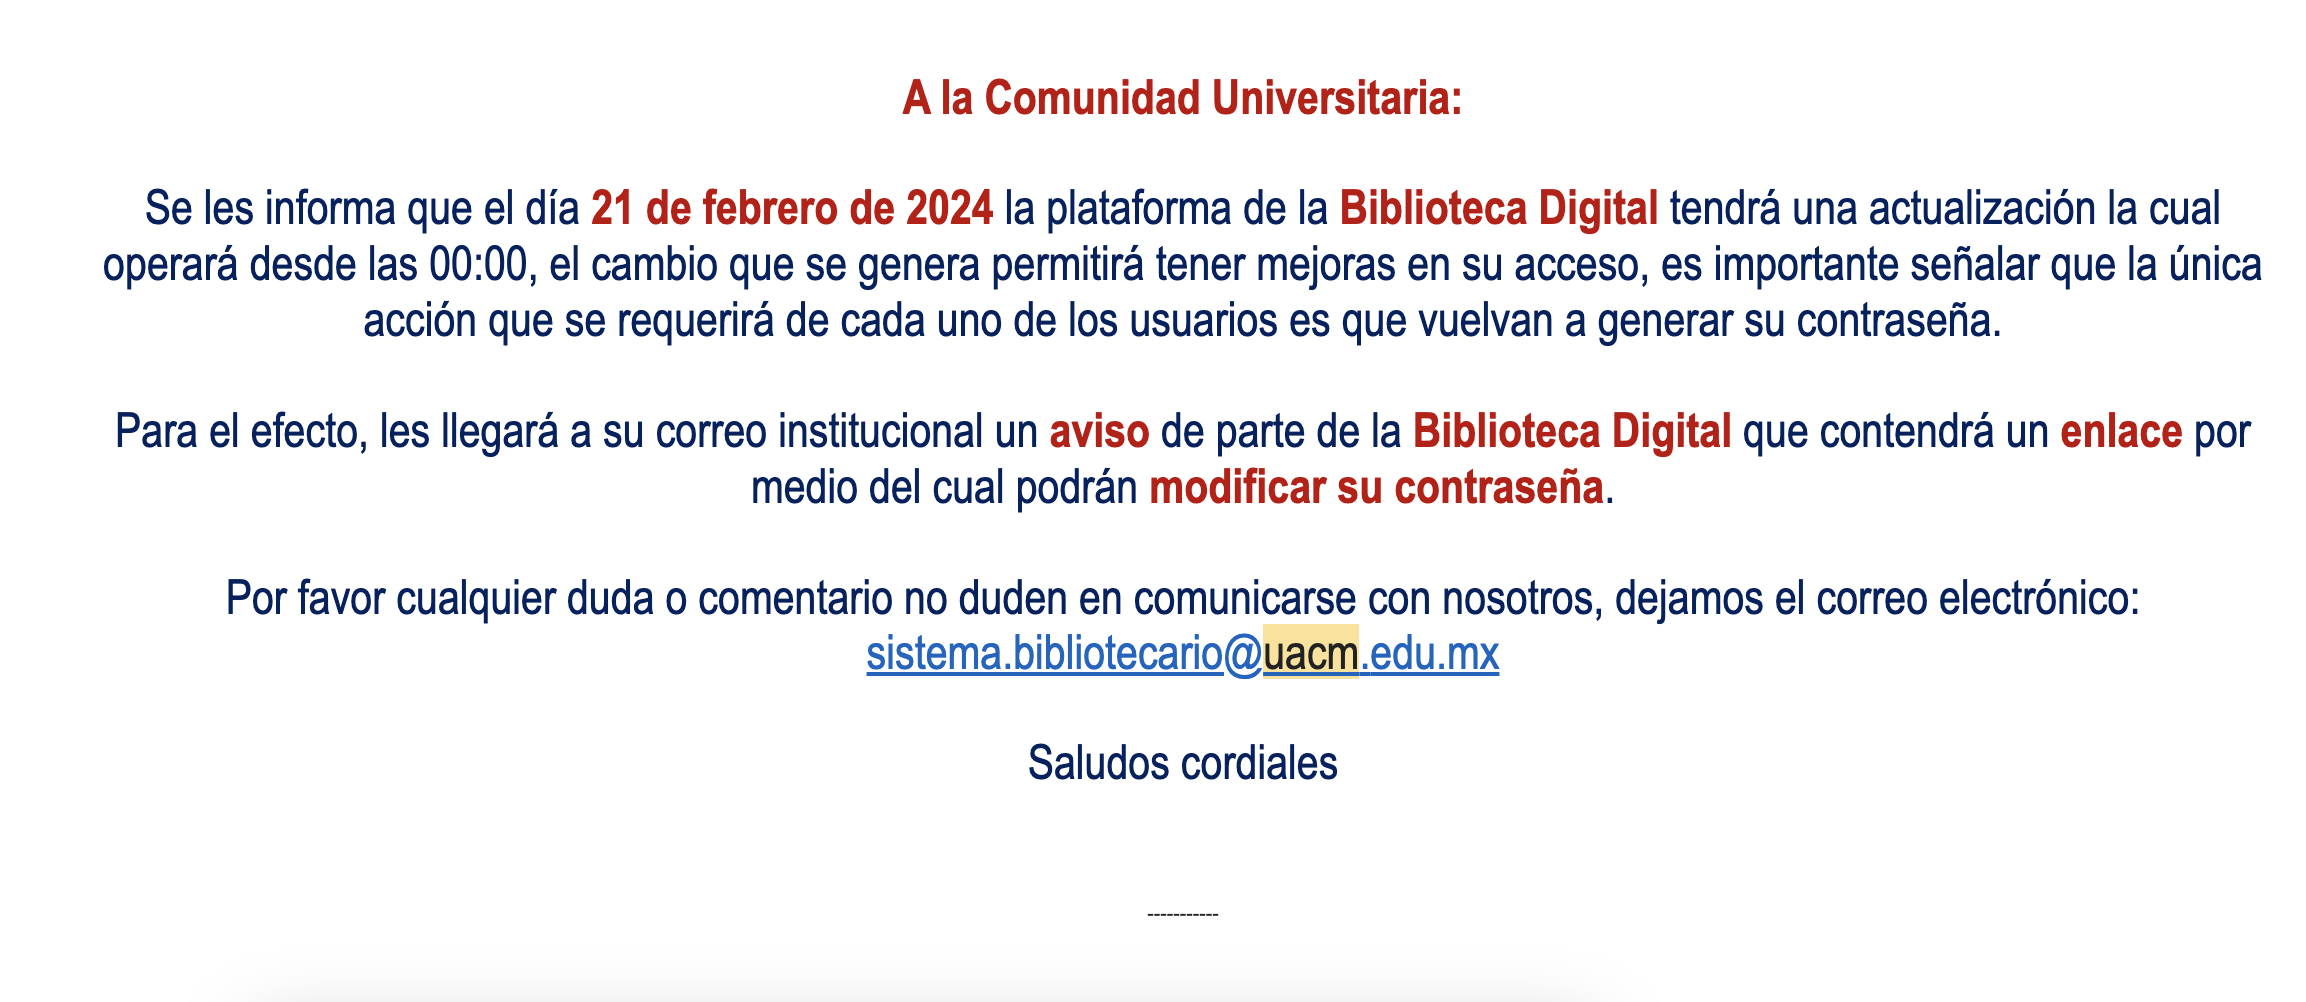 A la Comunidad Universitaria:
Se les informa que el día 21 de febrero de 2024 la plataforma de la Biblioteca Digital tendrá una actualización la cual
operará desde las 00:00, el cambio que se genera permitirá tener mejoras en su acceso, es importante señalar que la única
acción que se requerirá de cada uno de los usuarios es que vuelvan a generar su contraseña.
Para el efecto, les llegará a su correo institucional un aviso de parte de la Biblioteca Digital que contendrá un enlace por
medio del cual podrán modificar su contraseña.
Por favor cualquier duda o comentario no duden en comunicarse con nosotros, dejamos el correo electrónico:
sistema.bibliotecario@uacm.edu.mx
Saludos cordiales
-----------